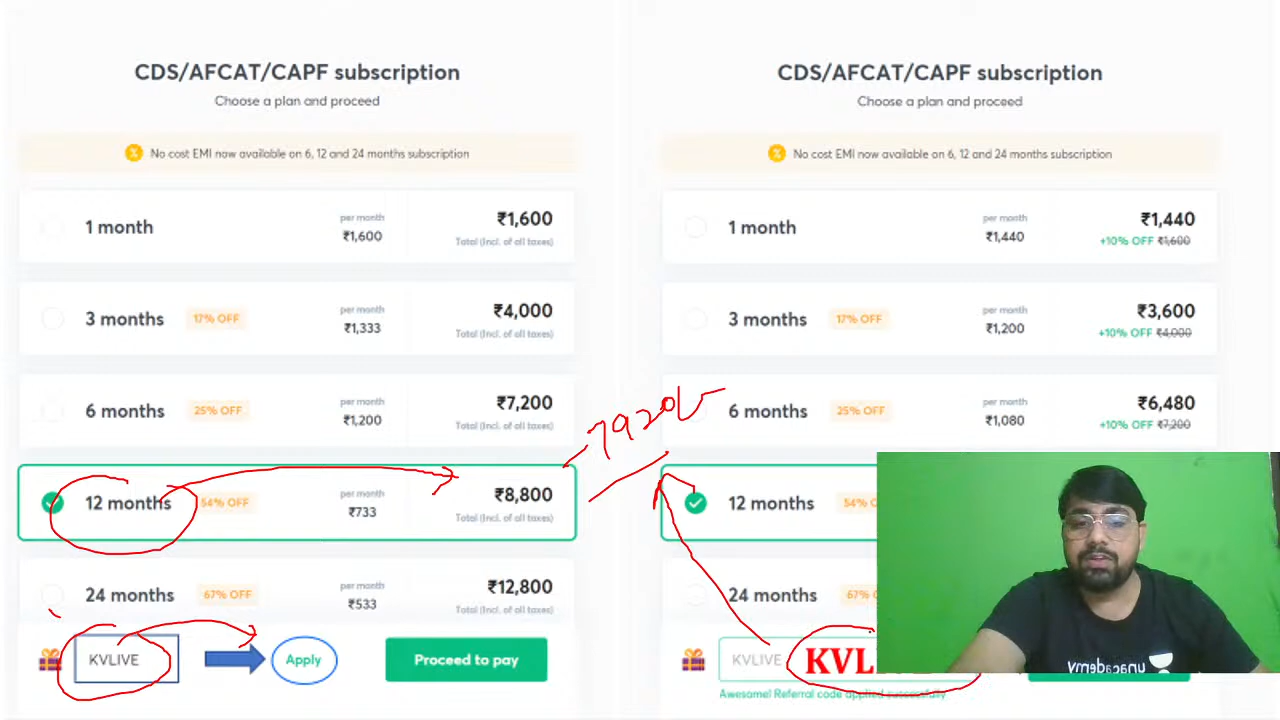 CDS/AFCAT/CAPF subscription
Choose a plan and proceed
No cost EMI now available on 6, 12 and 24 months subscription
1 month
per month
₹1,600
₹1,600
Total (Incl. of all taxes)
3 months
17% OFF
per month
₹1,333
₹4,000
Total (Incl. of all taxes)
6 months
25% OFF
per month
₹1,200
₹7,200
Total (Incl. of all taxes)
12 months
54% OFF
per month
₹733
₹8,800
Total (Incl. of all taxes)
24 months
67% OFF
per month
₹533
₹12,800
Total (Incl. of all taxes)
KVLIVE
Apply
Proceed to pay
7920/-
CDS/AFCAT/CAPF subscription
Choose a plan and proceed
No cost EMI now available on 6, 12 and 24 months subscription
1 month
per month
₹1,440
₹1,440
+10% OFF ₹1,600
3 months
17% OFF
per month
₹1,200
₹3,600
+10% OFF ₹4,000
6 months
25% OFF
per month
₹1,080
₹6,480
+10% OFF ₹7,200
12 months
24 months
KVLIVE
KVL
Awesome! Referral code applied successfully
unacademy